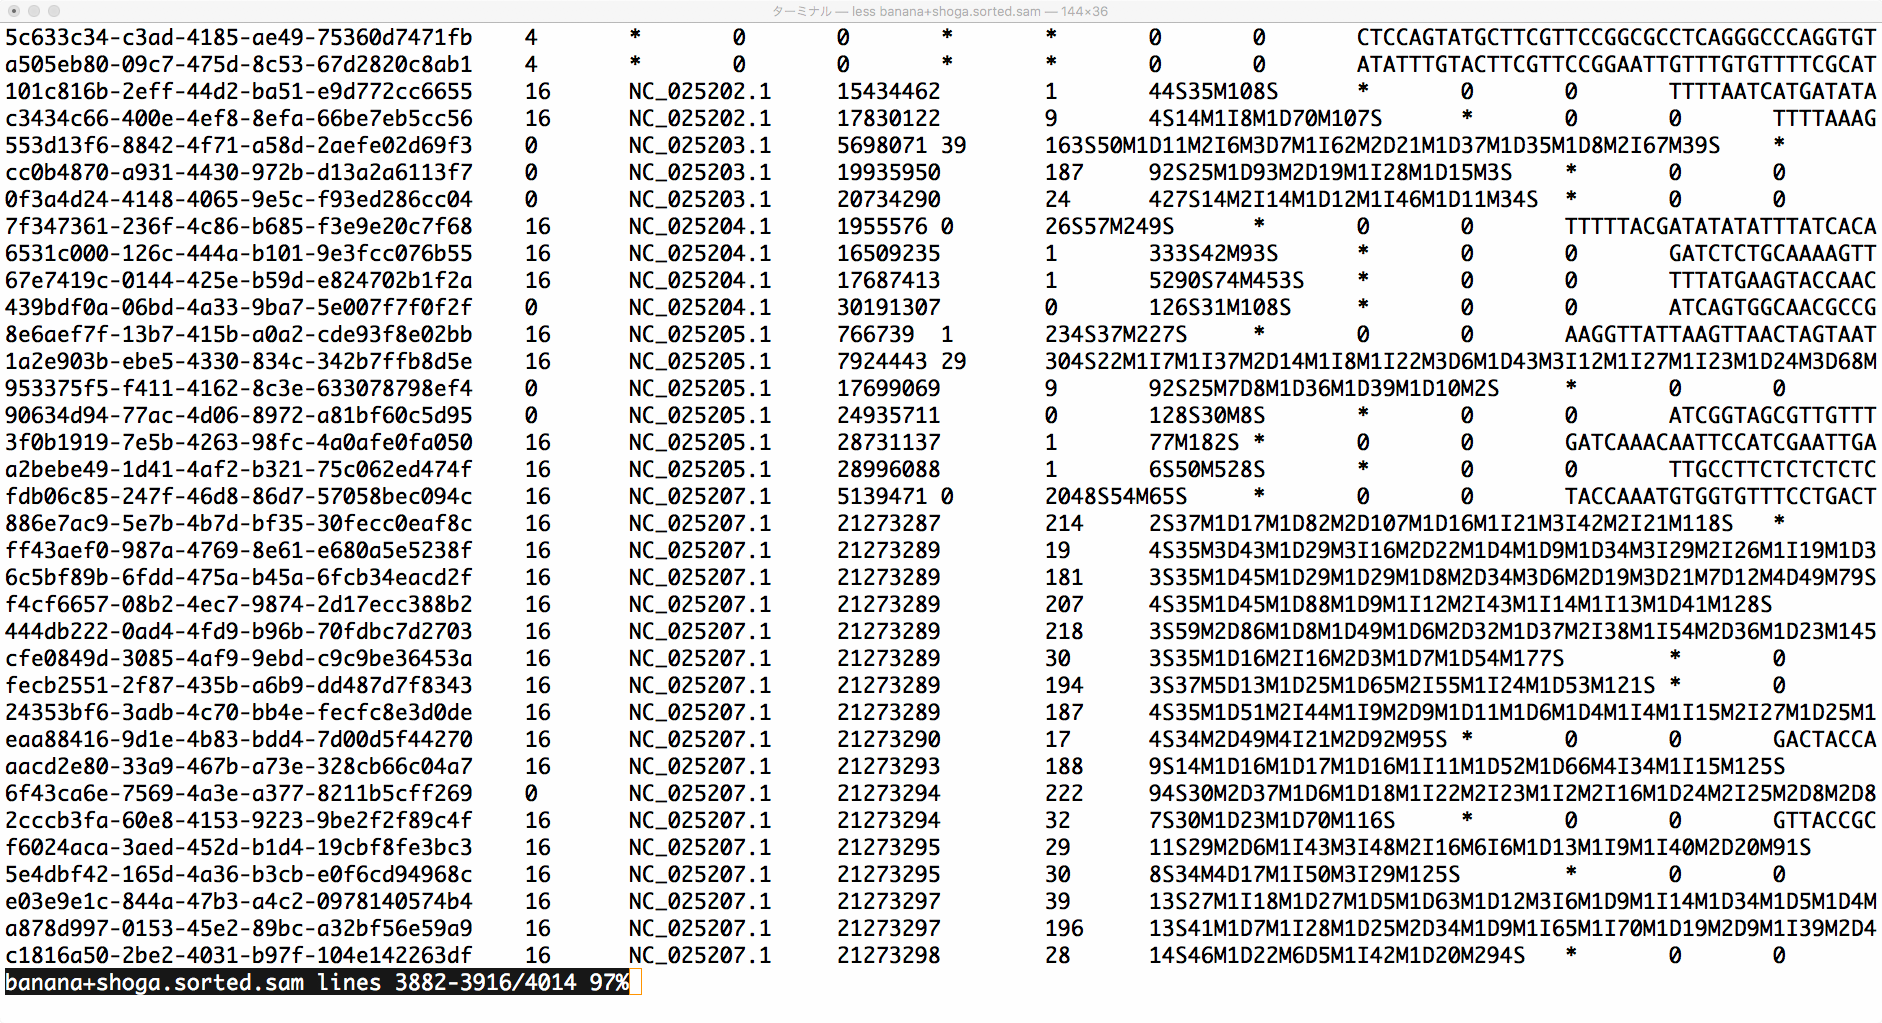 ターミナル — less banana+shoga.sorted.sam — 144×36
5c633c34-c3ad-4185-ae49-75360d7471fb 4 * 0 0 * * 0 0 CTCCAGTATGCTTCGTTCCGGCGCCTCAGGGCCCAGGTGT
a505eb80-09c7-475d-8c53-67d2820c8ab1 4 * 0 0 * * 0 0 ATATTTGTACTTCGTTCCGGAATTGTTTGTGTTTTCGCAT
101c816b-2eff-44d2-ba51-e9d772cc6655 16 NC_025202.1 15434462 1 44S35M108S * 0 0 TTTTAATCATGATATA
c3434c66-400e-4ef8-8efa-66be7eb5cc56 16 NC_025202.1 17830122 9 4S14M1I8M1D70M107S * 0 0 TTTTAAAG
553d13f6-8842-4f71-a58d-2aefe02d69f3 0 NC_025203.1 5698071 39 163S50M1D11M2I6M3D7M1I62M2D21M1D37M1D35M1D8M2I67M39S *
cc0b4870-a931-4430-972b-d13a2a6113f7 0 NC_025203.1 19935950 187 92S25M1D93M2D19M1I28M1D15M3S * 0 0
0f3a4d24-4148-4065-9e5c-f93ed286cc04 0 NC_025203.1 20734290 24 427S14M2I14M1D12M1I46M1D11M34S * 0 0
7f347361-236f-4c86-b685-f3e9e20c7f68 16 NC_025204.1 1955576 0 26S57M249S * 0 0 TTTTTACGATATATATTTATCACA
6531c000-126c-444a-b101-9e3fcc076b55 16 NC_025204.1 16509235 1 333S42M93S * 0 0 GATCTCTGCAAAAGTT
67e7419c-0144-425e-b59d-e824702b1f2a 16 NC_025204.1 17687413 1 5290S74M453S * 0 0 TTTATGAAGTACCAAC
439bdf0a-06bd-4a33-9ba7-5e007f7f0f2f 0 NC_025204.1 30191307 0 126S31M108S * 0 0 ATCAGTGGCAACGCCG
8e6aef7f-13b7-415b-a0a2-cde93f8e02bb 16 NC_025205.1 766739 1 234S37M227S * 0 0 AAGGTTATTAAGTTAACTAGTAAT
1a2e903b-ebe5-4330-834c-342b7ffb8d5e 16 NC_025205.1 7924443 29 304S22M1I7M1I37M2D14M1I8M1I22M3D6M1D43M3I12M1I27M1I23M1D24M3D68M
953375f5-f411-4162-8c3e-633078798ef4 0 NC_025205.1 17699069 9 92S25M7D8M1D36M1D39M1D10M2S * 0 0
90634d94-77ac-4d06-8972-a81bf60c5d95 0 NC_025205.1 24935711 0 128S30M8S * 0 0 ATCGGTAGCGTTGTTT
3f0b1919-7e5b-4263-98fc-4a0afe0fa050 16 NC_025205.1 28731137 1 77M182S * 0 0 GATCAAACAATTCCATCGAATTGA
a2bebe49-1d41-4af2-b321-75c062ed474f 16 NC_025205.1 28996088 1 6S50M528S * 0 0 TTGCCTTCTCTCTCTC
fdb06c85-247f-46d8-86d7-57058bec094c 16 NC_025207.1 5139471 0 2048S54M65S * 0 0 TACCAAATGTGGTGTTTCCTGACT
886e7ac9-5e7b-4b7d-bf35-30fecc0eaf8c 16 NC_025207.1 21273287 214 2S37M1D17M1D82M2D107M1D16M1I21M3I42M2I21M118S *
ff43aef0-987a-4769-8e61-e680a5e5238f 16 NC_025207.1 21273289 19 4S35M3D43M1D29M3I16M2D22M1D4M1D9M1D34M3I29M2I26M1I19M1D3
6c5bf89b-6fdd-475a-b45a-6fcb34eacd2f 16 NC_025207.1 21273289 181 3S35M1D45M1D29M1D29M1D8M2D34M3D6M2D19M3D21M7D12M4D49M79S
f4cf6657-08b2-4ec7-9874-2d17ecc388b2 16 NC_025207.1 21273289 207 4S35M1D45M1D88M1D9M1I12M2I43M1I14M1I13M1D41M128S
444db222-0ad4-4fd9-b96b-70fdbc7d2703 16 NC_025207.1 21273289 218 3S59M2D86M1D8M1D49M1D6M2D32M1D37M2I38M1I54M2D36M1D23M145
cfe0849d-3085-4af9-9ebd-c9c9be36453a 16 NC_025207.1 21273289 30 3S35M1D16M2I16M2D3M1D7M1D54M177S * 0
fecb2551-2f87-435b-a6b9-dd487d7f8343 16 NC_025207.1 21273289 194 3S37M5D13M1D25M1D65M2I55M1I24M1D53M121S * 0
24353bf6-3adb-4c70-bb4e-fecfc8e3d0de 16 NC_025207.1 21273289 187 4S35M1D51M2I44M1I9M2D9M1D11M1D6M1D4M1I4M1I15M2I27M1D25M1
eaa88416-9d1e-4b83-bdd4-7d00d5f44270 16 NC_025207.1 21273290 17 4S34M2D49M4I21M2D92M95S * 0 0 GACTACCA
aacd2e80-33a9-467b-a73e-328cb66c04a7 16 NC_025207.1 21273293 188 9S14M1D16M1D17M1D16M1I11M1D52M1D66M4I34M1I15M125S
6f43ca6e-7569-4a3e-a377-8211b5cff269 0 NC_025207.1 21273294 222 94S30M2D37M1D6M1D18M1I22M2I23M1I2M2I16M1D24M2I25M2D8M2D8
2cccb3fa-60e8-4153-9223-9be2f2f89c4f 16 NC_025207.1 21273294 32 7S30M1D23M1D70M116S * 0 0 GTTACCGC
f6024aca-3aed-452d-b1d4-19cbf8fe3bc3 16 NC_025207.1 21273295 29 11S29M2D6M1I43M3I48M2I16M6I6M1D13M1I9M1I40M2D20M91S
5e4dbf42-165d-4a36-b3cb-e0f6cd94968c 16 NC_025207.1 21273295 30 8S34M4D17M1I50M3I29M125S * 0 0
e03e9e1c-844a-47b3-a4c2-0978140574b4 16 NC_025207.1 21273297 39 13S27M1I18M1D27M1D5M1D63M1D12M3I6M1D9M1I14M1D34M1D5M1D4M
a878d997-0153-45e2-89bc-a32bf56e59a9 16 NC_025207.1 21273297 196 13S41M1D7M1I28M1D25M2D34M1D9M1I65M1I70M1D19M2D9M1I39M2D4
c1816a50-2be2-4031-b97f-104e142263df 16 NC_025207.1 21273298 28 14S46M1D22M6D5M1I42M1D20M294S * 0 0
banana+shoga.sorted.sam lines 3882-3916/4014 97%